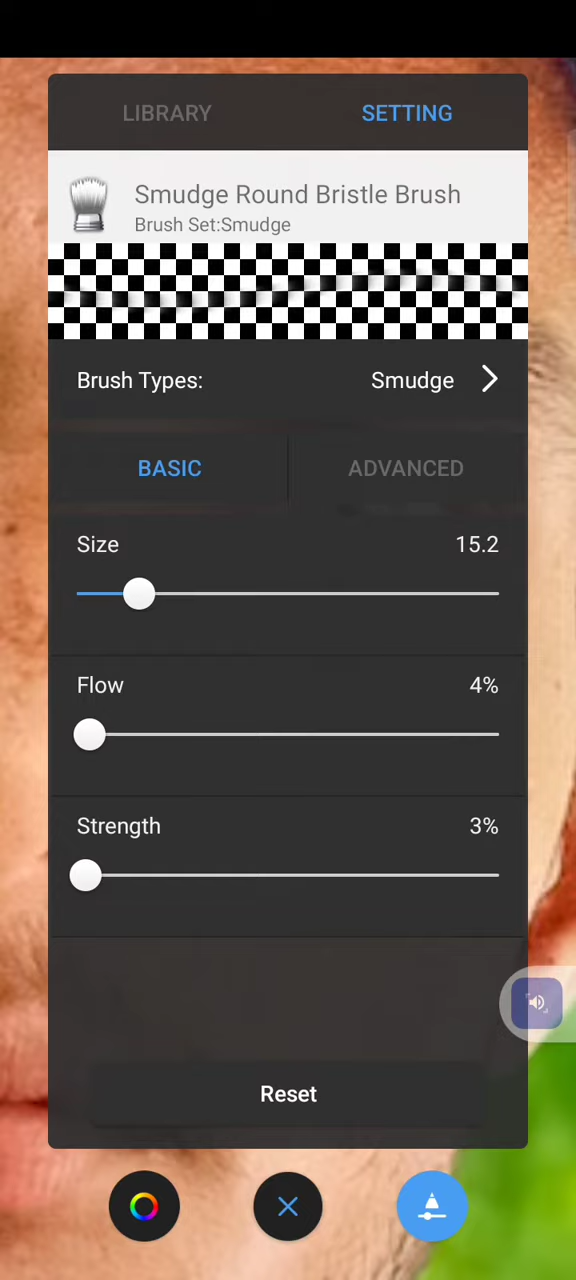 LIBRARY
SETTING
Smudge Round Bristle Brush
Brush Set:Smudge
Brush Types:
Smudge
BASIC
ADVANCED
Size
15.2
Flow
4%
Strength
3%
Reset